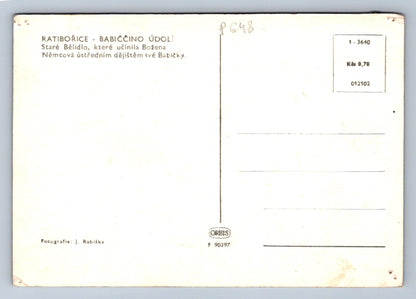 RATIBOŘICE - BABIČČINO ÚDOLÍ
Staré Bělidlo, které učinila Božena
Němcová ústředním dějištěm své Babičky.
p648
1 - 3640
Kčs 0,70
012102
Fotografie: J. Rabiška
ORBIS
F 90297